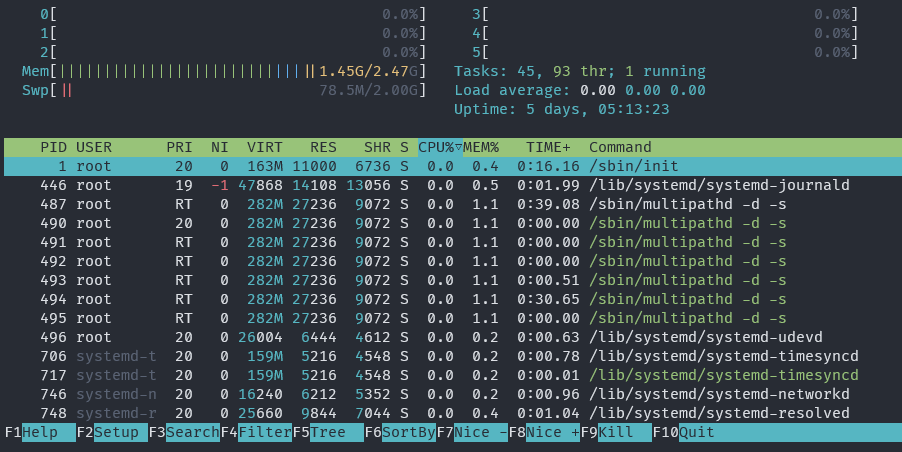 0[ 0.0%] 3[ 0.0%]
1[ 0.0%] 4[ 0.0%]
2[ 0.0%] 5[ 0.0%]
Mem[||||||||||||||||||||||||||||||1.45G/2.47G] Tasks: 45, 93 thr; 1 running
Swp[|| 78.5M/2.00G] Load average: 0.00 0.00 0.00
Uptime: 5 days, 05:13:23
PID USER PRI NI VIRT RES SHR S CPU%▽MEM% TIME+ Command
1 root 20 0 163M 11000 6736 S 0.0 0.4 0:16.16 /sbin/init
446 root 19 -1 47868 14108 13056 S 0.0 0.5 0:01.99 /lib/systemd/systemd-journald
487 root RT 0 282M 27236 9072 S 0.0 1.1 0:39.08 /sbin/multipathd -d -s
490 root 20 0 282M 27236 9072 S 0.0 1.1 0:00.00 /sbin/multipathd -d -s
491 root RT 0 282M 27236 9072 S 0.0 1.1 0:00.00 /sbin/multipathd -d -s
492 root RT 0 282M 27236 9072 S 0.0 1.1 0:00.00 /sbin/multipathd -d -s
493 root RT 0 282M 27236 9072 S 0.0 1.1 0:00.51 /sbin/multipathd -d -s
494 root RT 0 282M 27236 9072 S 0.0 1.1 0:30.65 /sbin/multipathd -d -s
495 root RT 0 282M 27236 9072 S 0.0 1.1 0:00.00 /sbin/multipathd -d -s
496 root 20 0 26004 6444 4612 S 0.0 0.2 0:00.63 /lib/systemd/systemd-udevd
706 systemd-t 20 0 159M 5216 4548 S 0.0 0.2 0:00.78 /lib/systemd/systemd-timesyncd
717 systemd-t 20 0 159M 5216 4548 S 0.0 0.2 0:00.01 /lib/systemd/systemd-timesyncd
746 systemd-n 20 0 16240 6212 5352 S 0.0 0.2 0:00.96 /lib/systemd/systemd-networkd
748 systemd-r 20 0 25660 9844 7044 S 0.0 0.4 0:01.04 /lib/systemd/systemd-resolved
F1Help F2Setup F3SearchF4FilterF5Tree F6SortByF7Nice -F8Nice +F9Kill F10Quit